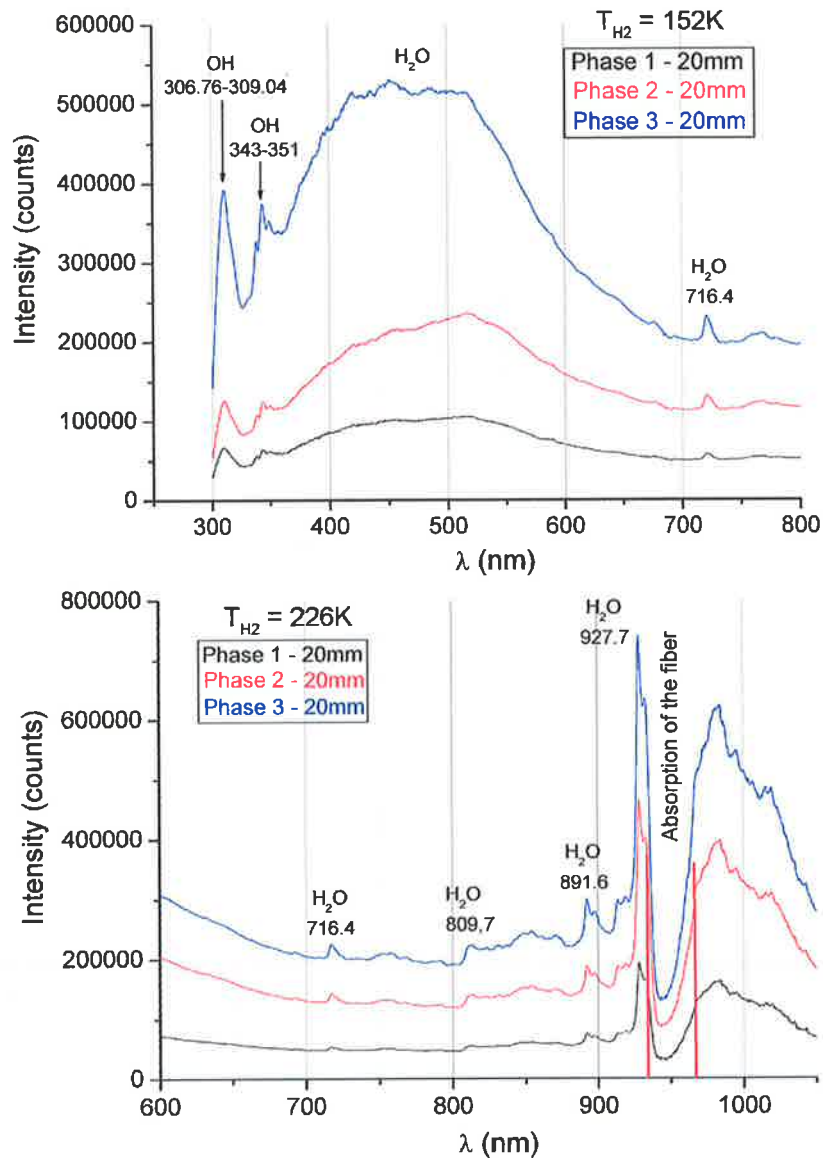 T_H2 = 152K
Phase 1 - 20mm
Phase 2 - 20mm
Phase 3 - 20mm
OH
306.76-309.04
OH
343-351
H₂O
H₂O
716.4
Intensity (counts)
600000
500000
400000
300000
200000
100000
0
300 400 500 600 700 800
λ (nm)
T_H2 = 226K
Phase 1 - 20mm
Phase 2 - 20mm
Phase 3 - 20mm
H₂O
716.4
H₂O
809.7
H₂O
891.6
H₂O
927.7
Absorption of the fiber
Intensity (counts)
800000
600000
400000
200000
0
600 700 800 900 1000
λ (nm)